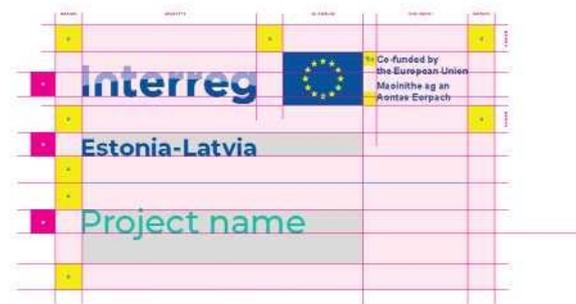 Interreg
Co-funded by
the European Union
Maoinithe ag an
Aontas Eorpach
Estonia-Latvia
Project name